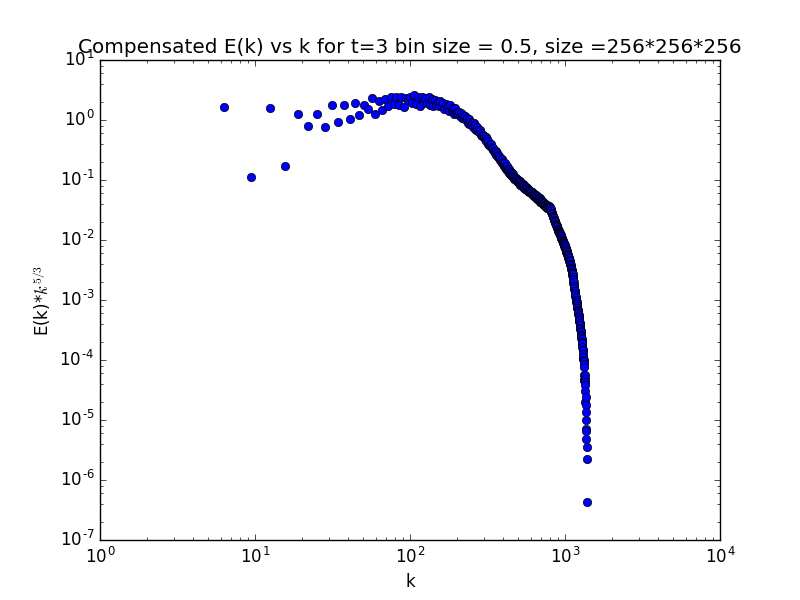 Compensated E(k) vs k for t=3 bin size = 0.5, size =256*256*256
10^1
10^0
10^-1
10^-2
10^-3
10^-4
10^-5
10^-6
10^-7
E(k)*k^5/3
10^0 10^1 10^2 10^3 10^4
k